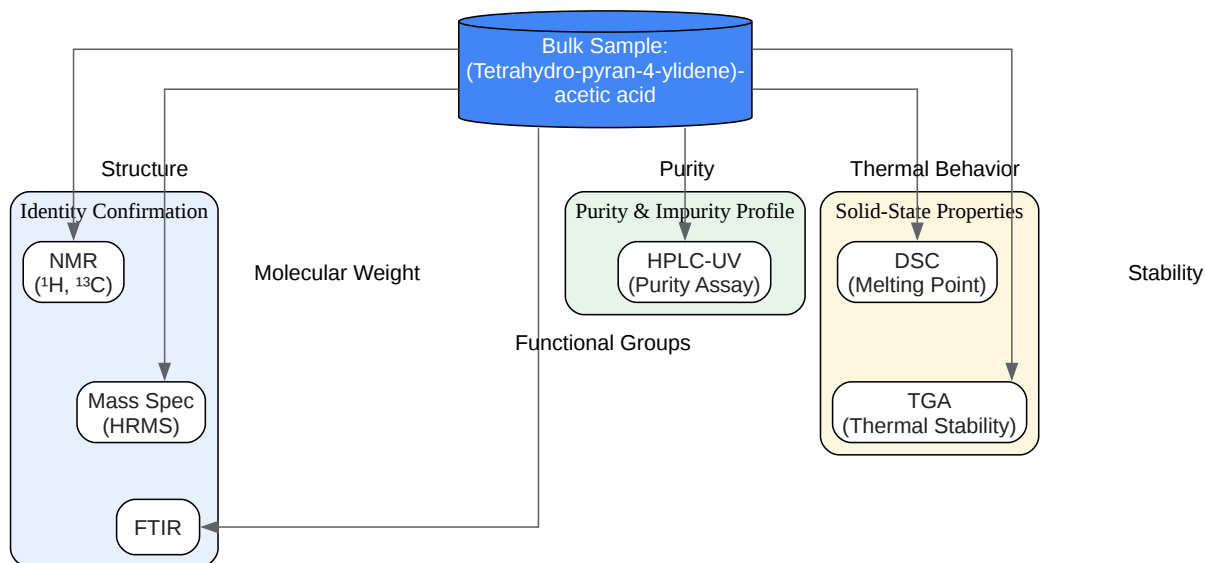 Bulk Sample:
(Tetrahydro-pyran-4-ylidene)-
acetic acid
Structure
Purity
Thermal Behavior
Identity Confirmation
Purity & Impurity Profile
Solid-State Properties
NMR
(¹H, ¹³C)
Molecular Weight
HPLC-UV
(Purity Assay)
DSC
(Melting Point)
Stability
Functional Groups
Mass Spec
(HRMS)
TGA
(Thermal Stability)
FTIR